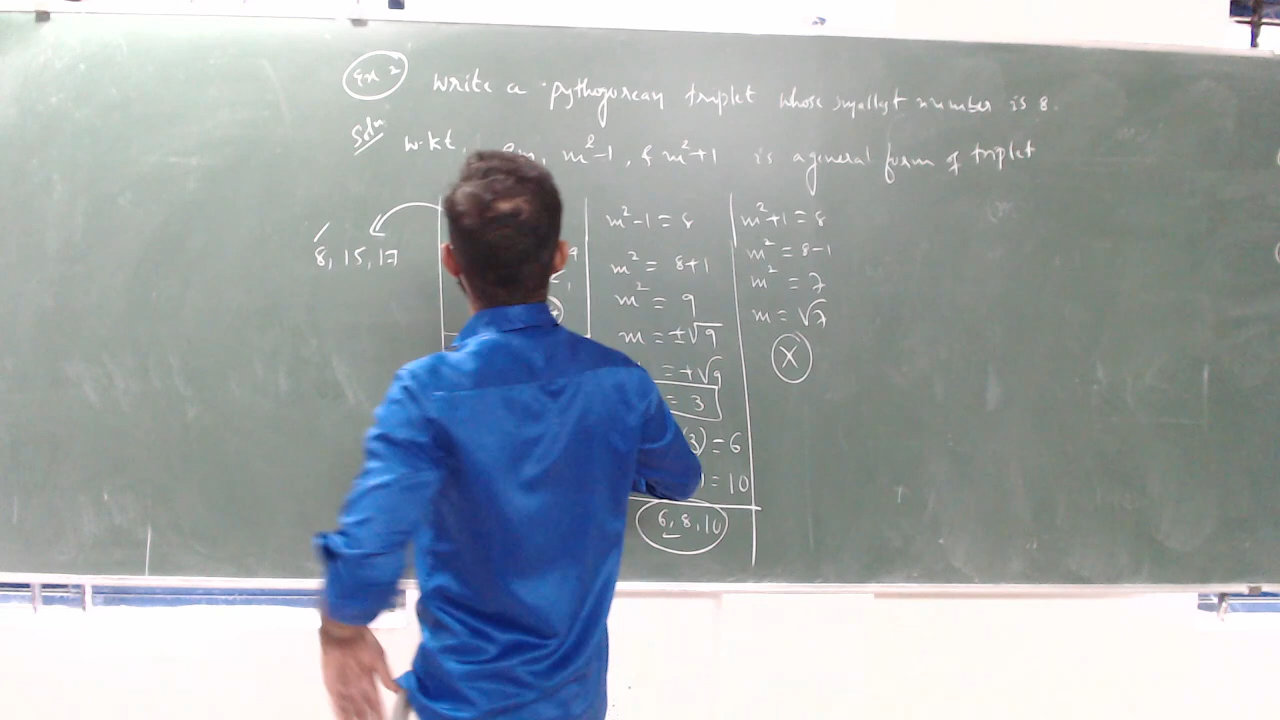 Ex 2 write a pythogorean triplet whose smallest number is 8.
Soln w.k.t, 2m, m²-1, & m²+1 is a general form of triplet
8, 15, 17
m²-1 = 8
m² = 8+1
m² = 9
m = ±√9
= +√9
= 3
(3) = 6
= 10
6, 8, 10
m²+1 = 8
m² = 8-1
m² = 7
m = √7
X